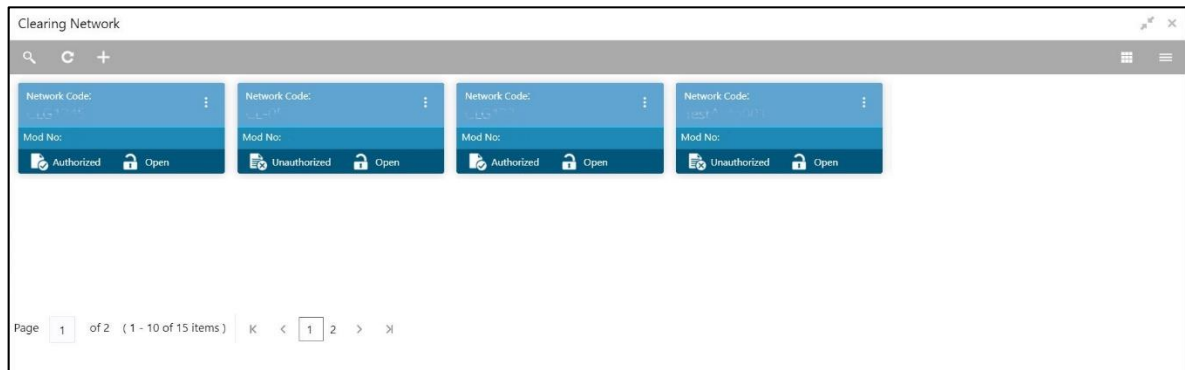 Clearing Network
Network Code: Network Code: Network Code: Network Code:
Mod No: Mod No: Mod No: Mod No:
Authorized Open Unauthorized Open Authorized Open Unauthorized Open
Page 1 of 2 ( 1 - 10 of 15 items ) 1 2